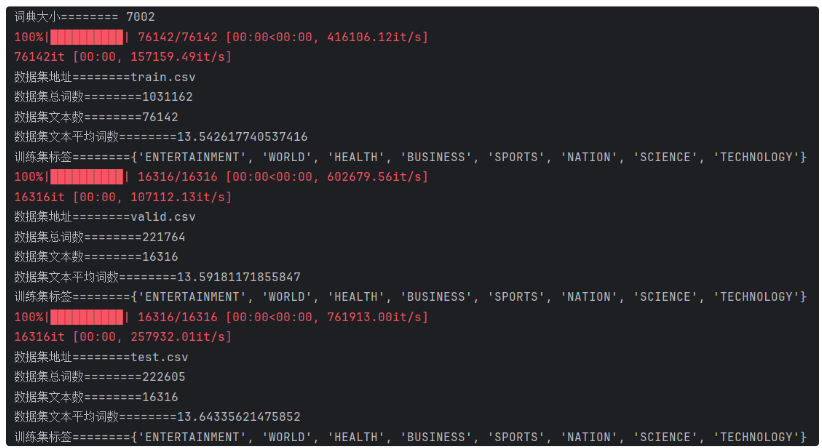 词典大小======== 7002
100%|██████████| 76142/76142 [00:00<00:00, 416106.12it/s]
76142it [00:00, 157159.49it/s]
数据集地址========train.csv
数据集总词数========1031162
数据集文本数========76142
数据集文本平均词数========13.542617740537416
训练集标签========{'ENTERTAINMENT', 'WORLD', 'HEALTH', 'BUSINESS', 'SPORTS', 'NATION', 'SCIENCE', 'TECHNOLOGY'}
100%|██████████| 16316/16316 [00:00<00:00, 602679.56it/s]
16316it [00:00, 107112.13it/s]
数据集地址========valid.csv
数据集总词数========221764
数据集文本数========16316
数据集文本平均词数========13.59181171855847
训练集标签========{'ENTERTAINMENT', 'WORLD', 'HEALTH', 'BUSINESS', 'SPORTS', 'NATION', 'SCIENCE', 'TECHNOLOGY'}
100%|██████████| 16316/16316 [00:00<00:00, 761913.00it/s]
16316it [00:00, 257932.01it/s]
数据集地址========test.csv
数据集总词数========222605
数据集文本数========16316
数据集文本平均词数========13.64335621475852
训练集标签========{'ENTERTAINMENT', 'WORLD', 'HEALTH', 'BUSINESS', 'SPORTS', 'NATION', 'SCIENCE', 'TECHNOLOGY'}